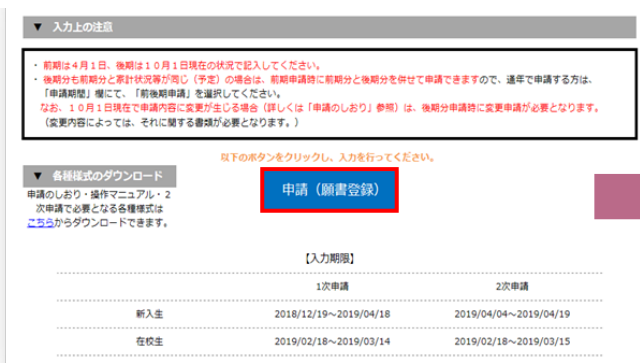 ▼ 入力上の注意
・前期は４月１日、後期は１０月１日現在の状況で記入してください。
・後期分も前期分と家計状況等が同じ（予定）の場合は、前期申請時に前期分と後期分を併せて申請できますので、通年で申請する方は、
「申請期間」欄にて、「前後期申請」を選択してください。
なお、１０月１日現在で申請内容に変更が生じる場合（詳しくは「申請のしおり」参照）は、後期分申請時に変更申請が必要となります。
（変更内容によっては、それに関する書類が必要となります。）
以下のボタンをクリックし、入力を行ってください。
▼ 各種様式のダウンロード
申請のしおり・操作マニュアル・２
次申請で必要となる各種様式は
こちらからダウンロードできます。
申請（願書登録）
【入力期限】
1次申請 2次申請
新入生 2018/12/19～2019/04/18 2019/04/04～2019/04/19
在校生 2019/02/18～2019/03/14 2019/02/18～2019/03/15